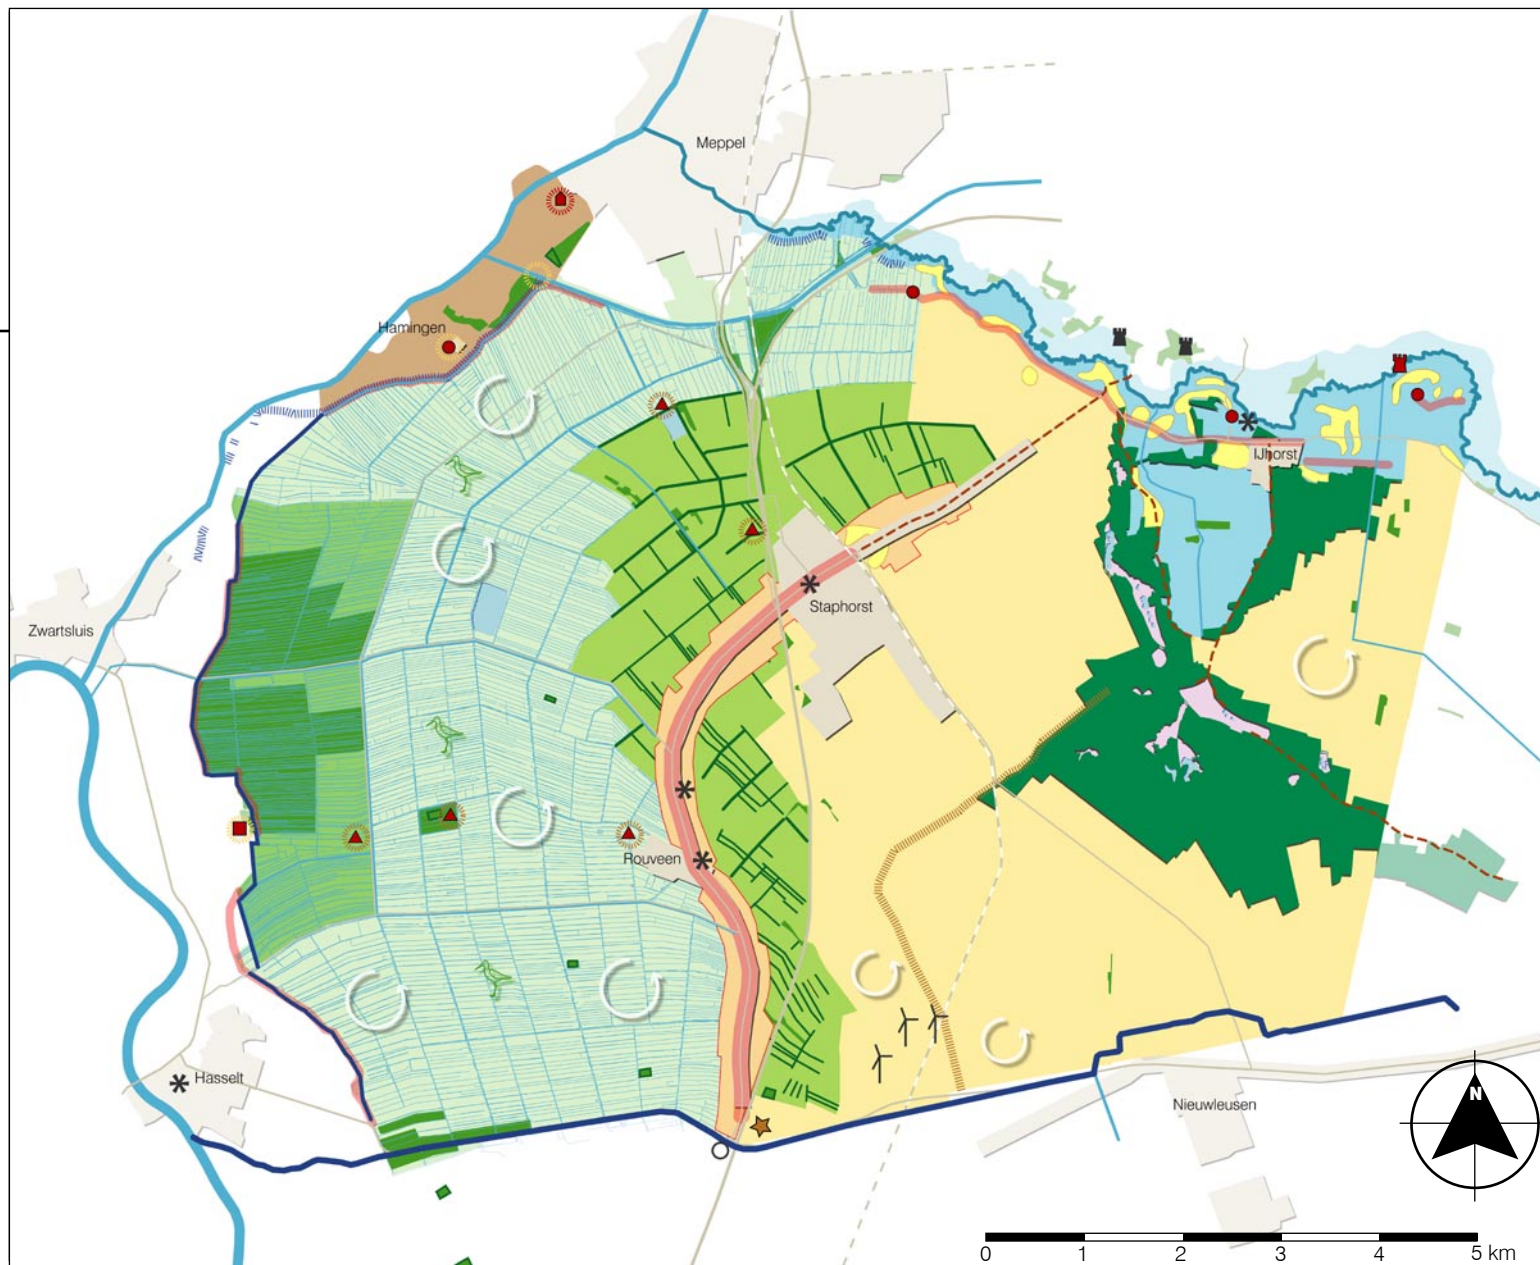 Meppel
Hamingen
IJhorst
Staphorst
Zwartsluis
Rouveen
Hasselt
Nieuwleusen
N
0 1 2 3 4 5 km